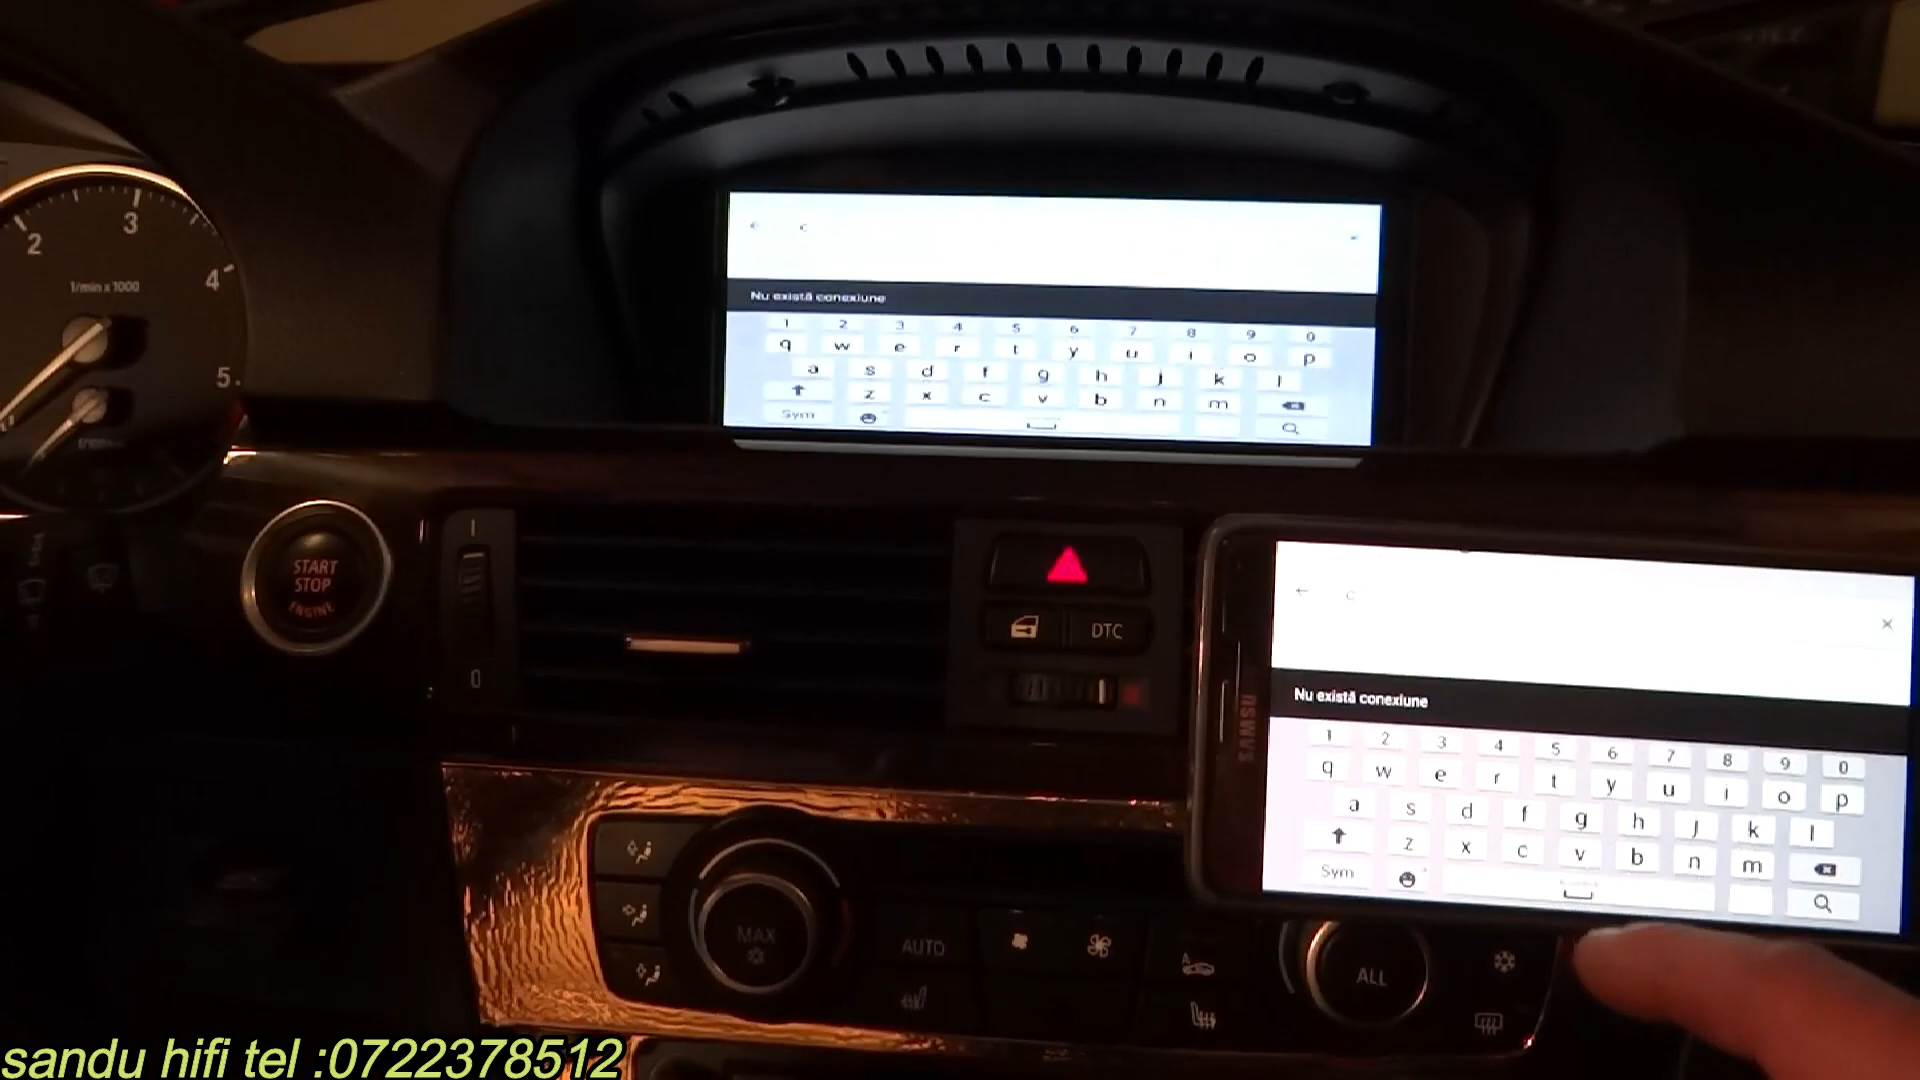 3
2
4
1/min x 1000
5
c
Nu există conexiune
1 2 3 4 5 6 7 8 9 0
q w e r t y u i o p
a s d f g h j k l
z x c v b n m
Sym
START
STOP
ENGINE
I
0
DTC
SAMSUNG
c
Nu există conexiune
1 2 3 4 5 6 7 8 9 0
q w e r t y u i o p
a s d f g h j k l
z x c v b n m
Sym
MAX
AUTO
A
ALL
sandu hifi tel :0722378512